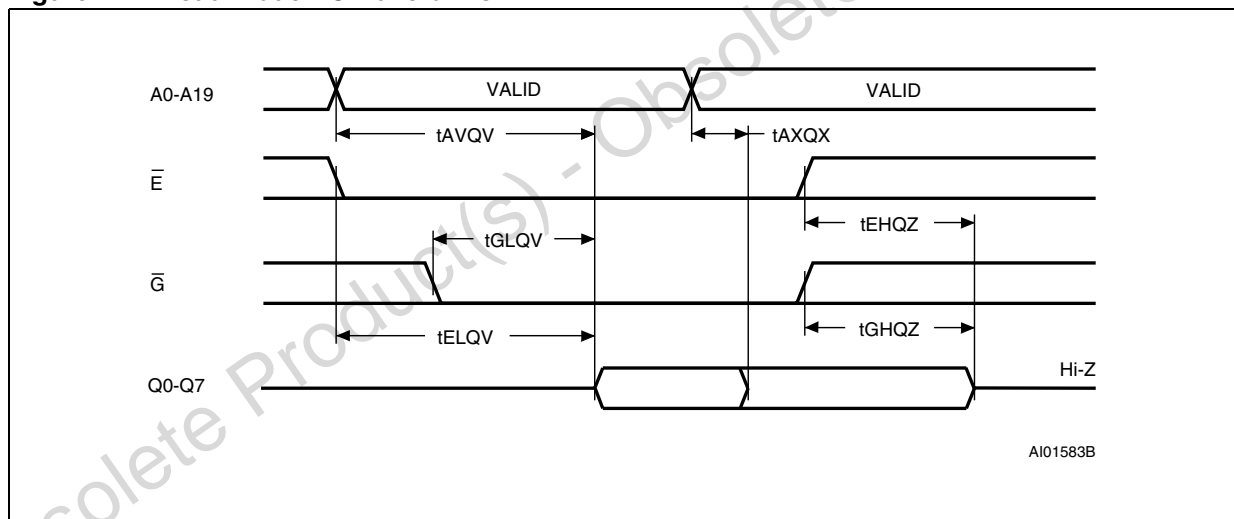 A0-A19
VALID
VALID
tAVQV
tAXQX
E
tEHQZ
tGLQV
G
tGHQZ
tELQV
Q0-Q7
Hi-Z
AI01583B
Obsolete Product(s) - Obsolete